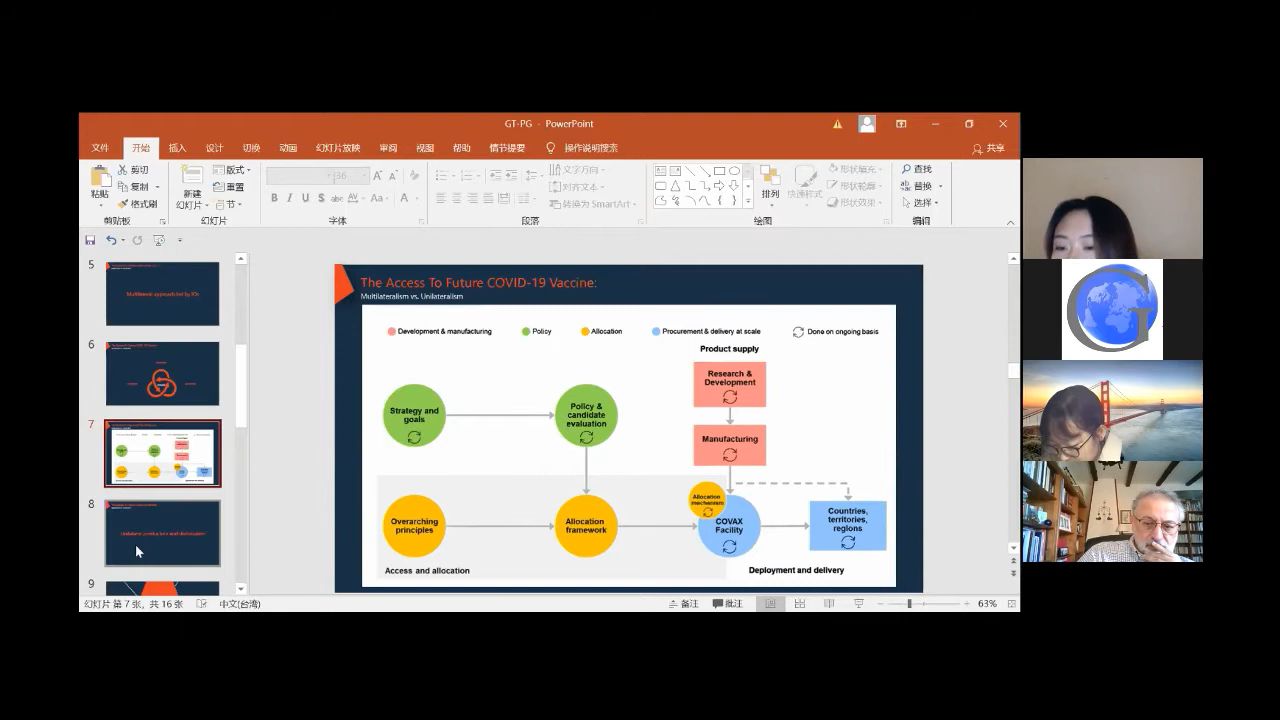 GT-PG - PowerPoint
文件 开始 插入 设计 切换 动画 幻灯片放映 审阅 视图 帮助 情节提要 操作说明搜索 共享
粘贴 剪切 复制 格式刷 剪贴板
新建 幻灯片 版式 重置 节 幻灯片
36 B I U S abc AV Aa A 字体
文字方向 对齐文本 转换为 SmartArt 段落
排列 快速样式 形状填充 形状轮廓 形状效果 绘图
查找 替换 选择 编辑
5
Multilateral approach led by IOs
6
7
8
9
The Access To Future COVID-19 Vaccine:
Multilateralism vs. Unilateralism
Development & manufacturing
Policy
Allocation
Procurement & delivery at scale
Done on ongoing basis
Product supply
Research &
Development
Manufacturing
Strategy and
goals
Policy &
candidate
evaluation
Overarching
principles
Allocation
framework
Allocation
mechanism
COVAX
Facility
Countries,
territories,
regions
Access and allocation
Deployment and delivery
幻灯片 第 7 张，共 16 张 中文(台湾) 备注 批注 63%
G